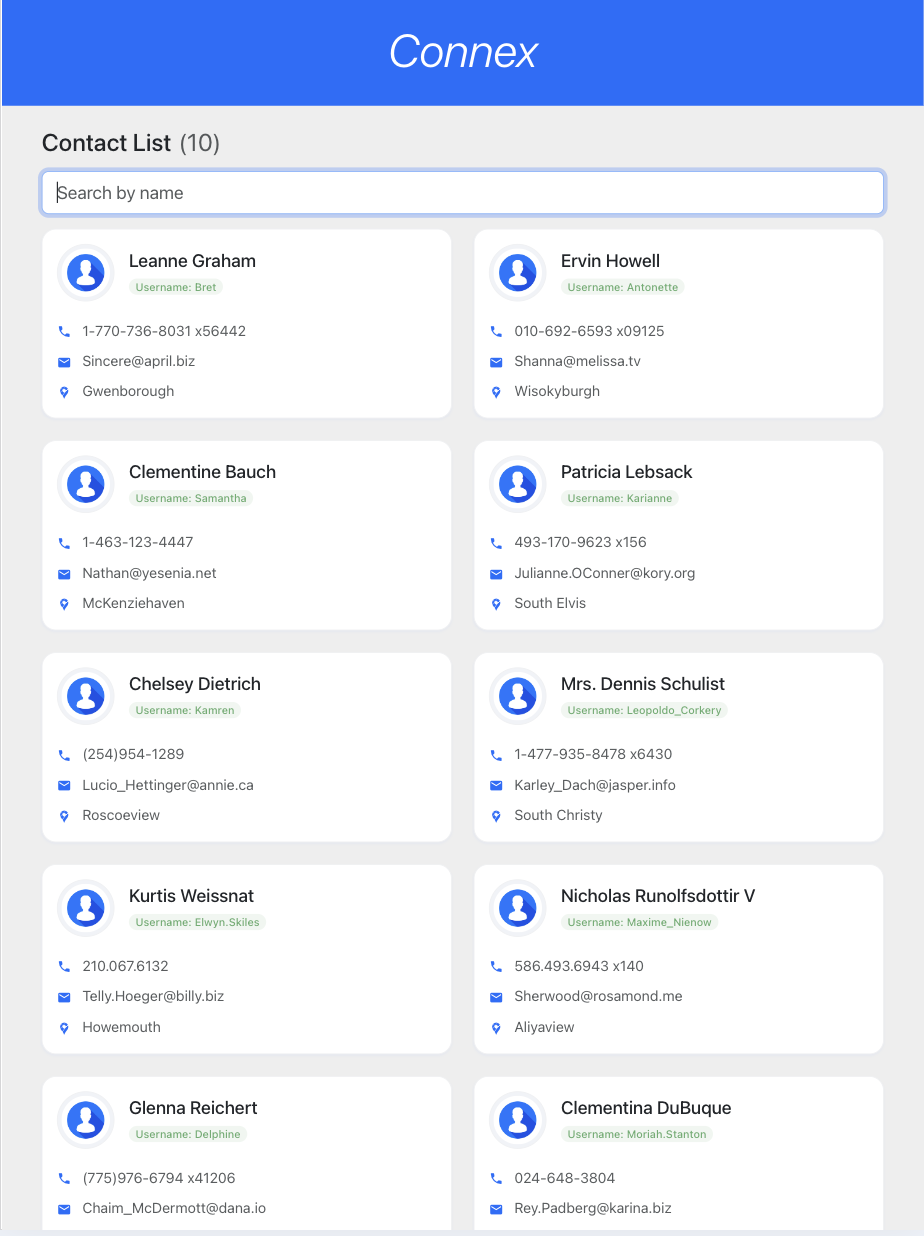 Connex
Contact List (10)
Search by name
Leanne Graham
Username: Bret
1-770-736-8031 x56442
Sincere@april.biz
Gwenborough
Ervin Howell
Username: Antonette
010-692-6593 x09125
Shanna@melissa.tv
Wisokyburgh
Clementine Bauch
Username: Samantha
1-463-123-4447
Nathan@yesenia.net
McKenziehaven
Patricia Lebsack
Username: Karianne
493-170-9623 x156
Julianne.OConner@kory.org
South Elvis
Chelsey Dietrich
Username: Kamren
(254)954-1289
Lucio_Hettinger@annie.ca
Roscoeview
Mrs. Dennis Schulist
Username: Leopoldo_Corkery
1-477-935-8478 x6430
Karley_Dach@jasper.info
South Christy
Kurtis Weissnat
Username: Elwyn.Skiles
210.067.6132
Telly.Hoeger@billy.biz
Howemouth
Nicholas Runolfsdottir V
Username: Maxime_Nienow
586.493.6943 x140
Sherwood@rosamond.me
Aliyaview
Glenna Reichert
Username: Delphine
(775)976-6794 x41206
Chaim_McDermott@dana.io
Clementina DuBuque
Username: Moriah.Stanton
024-648-3804
Rey.Padberg@karina.biz